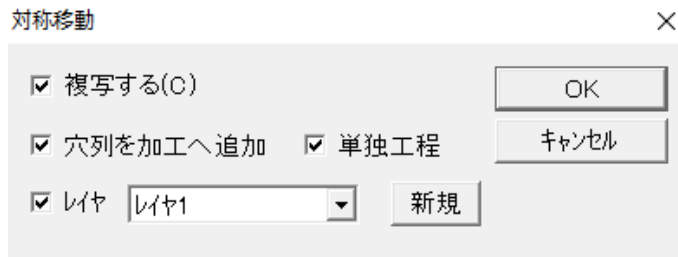 対称移動
複写する(C)
OK
穴列を加工へ追加 単独工程
ｷｬﾝｾﾙ
ﾚｲﾔ ﾚｲﾔ1 新規